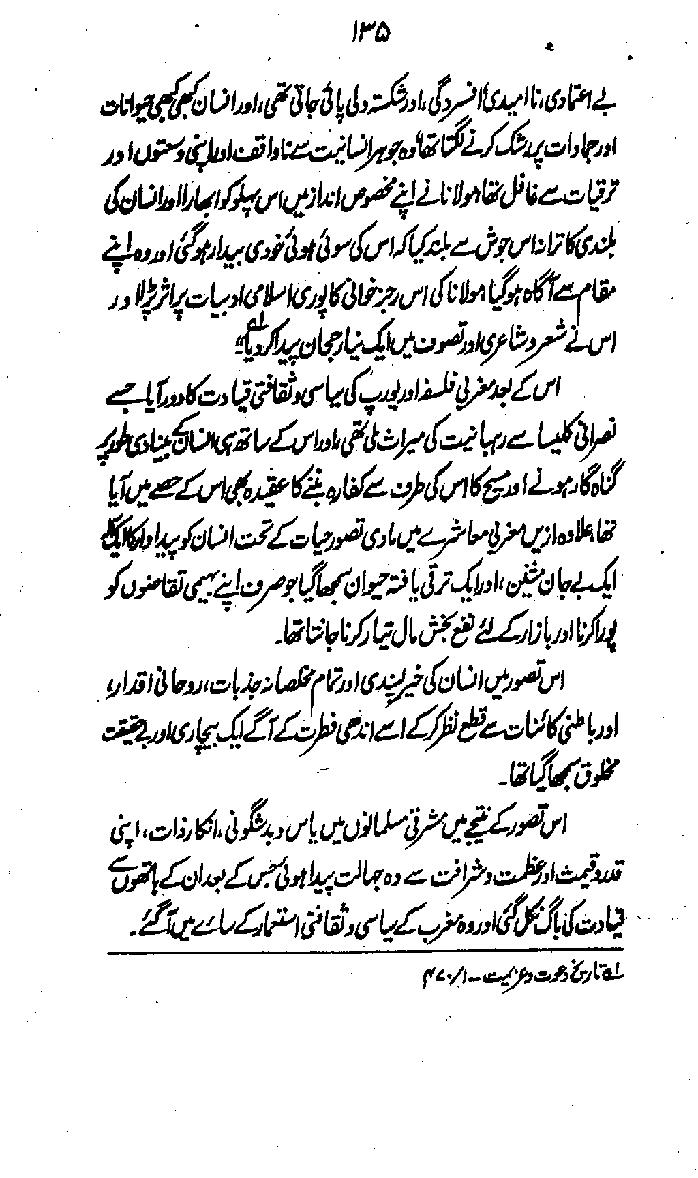 ۱۳۵
بے اعتمادی، نا امیدی، افسردگی، اور شکستہ دلی پائی جاتی تھی، اور انسان کبھی کبھی حیوانات
اور جمادات پر رشک کرنے لگتا تھا، وہ جوہر انسانیت سے ناواقف اور اپنی وسعتوں اور
ترقیات سے غافل تھا، مولانا نے اپنے مخصوص انداز میں اس پہلو کو ابھارا اور انسان کی
بلندی کا ترانہ اس جوش سے بلند کیا کہ اس کی سوئی ہوئی خودی بیدار ہو گئی اور وہ اپنے
مقام سے آگاہ ہو گیا، مولانا کی اس رجز خوانی کا پوری اسلامی ادبیات پر اثر پڑا اور
اس نے شعر و شاعری اور تصوف میں ایک نیا رجحان پیدا کر دیا"؎۱
اس کے بعد مغربی فلسفہ اور یورپ کی سیاسی و ثقافتی قیادت کا دور آیا، جسے
نصرانی کلیسا سے رہبانیت کی میراث ملی تھی، اور اس کے ساتھ ہی انسان کے بنیادی طور پر
گناہ گار ہونے اور مسیح کا اس کی طرف سے کفارہ بننے کا عقیدہ بھی اس کے حصے میں آیا
تھا، علاوہ ازیں مغربی معاشرے میں مادی تصور حیات کے تحت انسان کو پیداوار کا ایک آلہ
ایک بے جان مشین، اور ایک ترقی یافتہ حیوان سمجھا گیا جو صرف اپنے بہیمی تقاضوں کو
پورا کرنا اور بازار کے لئے نفع بخش مال تیار کرنا جانتا تھا۔
اس تصور میں انسان کی خیر پسندی اور تمام مخلصانہ جذبات، روحانی اقدار،
اور باطنی کائنات سے قطع نظر کر کے اسے اندھی فطرت کے آگے ایک بیچاری اور بے حقیقت
مخلوق سمجھا گیا تھا۔
اس تصور کے نتیجے میں مشرقی مسلمانوں میں یاس و بدشگونی، انکار ذات، اپنی
قدر و قیمت اور عظمت و شرافت سے وہ جہالت پیدا ہوئی جس کے بعد ان کے ہاتھوں سے
قیادت کی باگ نکل گئی اور وہ مغرب کے سیاسی و ثقافتی استعمار کے سائے میں آ گئے۔
؎۱ تاریخ دعوت و عزیمت ۔ ۴۷۰/۱